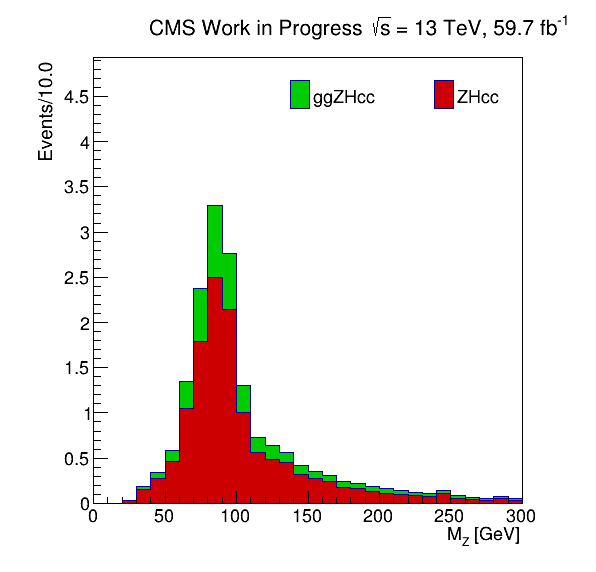 CMS Work in Progress √s = 13 TeV, 59.7 fb⁻¹
Events/10.0
ggZHcc ZHcc
4.5
4
3.5
3
2.5
2
1.5
1
0.5
0
0 50 100 150 200 250 300
M_Z [GeV]